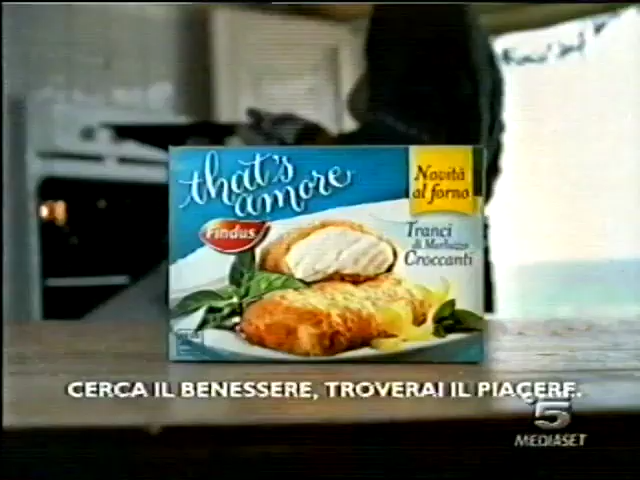 that's
amore
Findus
Novità
al forno
Tranci
di Merluzzo
Croccanti
CERCA IL BENESSERE, TROVERAI IL PIACERE.
5
MEDIASET